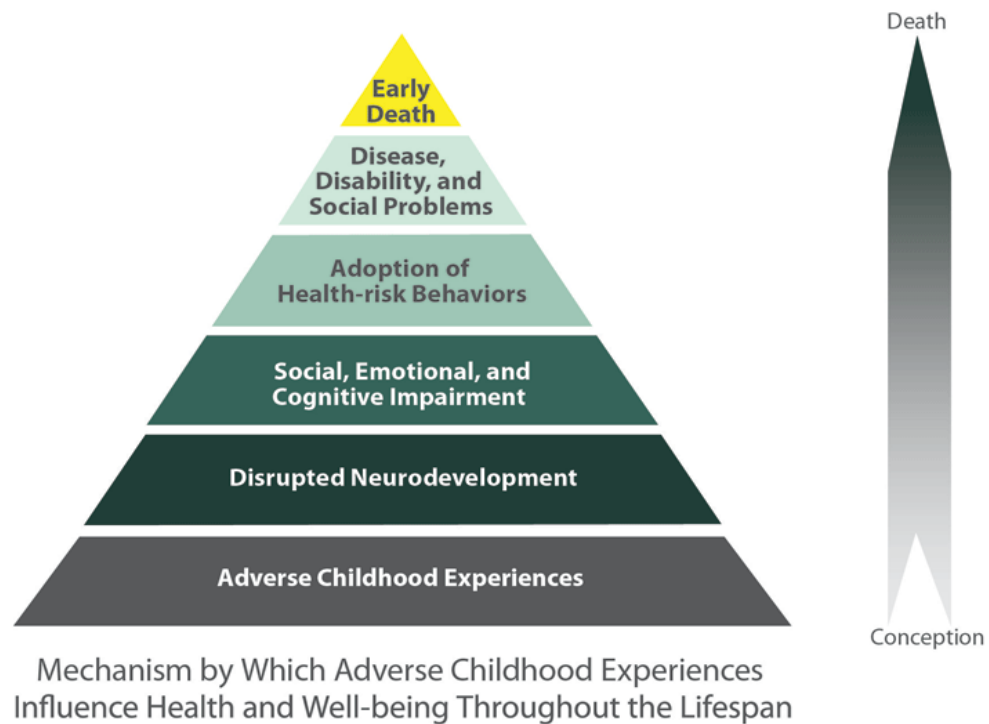 Death
Early
Death
Disease,
Disability, and
Social Problems
Adoption of
Health-risk Behaviors
Social, Emotional, and
Cognitive Impairment
Disrupted Neurodevelopment
Adverse Childhood Experiences
Conception
Mechanism by Which Adverse Childhood Experiences
Influence Health and Well-being Throughout the Lifespan